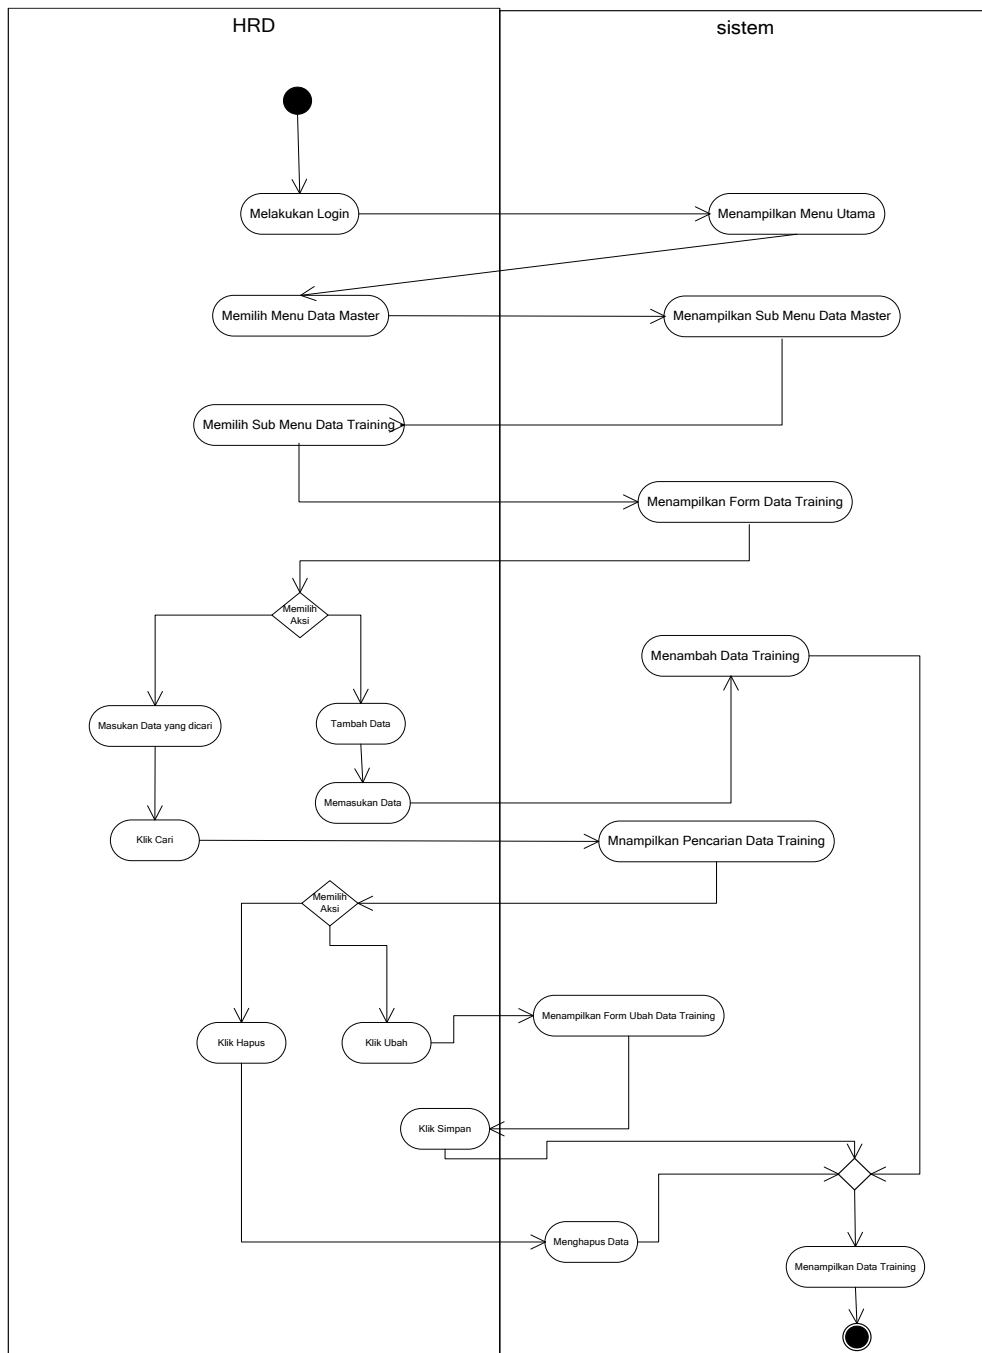 HRD
sistem
Melakukan Login
Menampilkan Menu Utama
Memilih Menu Data Master
Menampilkan Sub Menu Data Master
Memilih Sub Menu Data Training
Menampilkan Form Data Training
Memilih
Aksi
Menambah Data Training
Masukan Data yang dicari
Tambah Data
Memasukan Data
Klik Cari
Mnampilkan Pencarian Data Training
Memilih
Aksi
Menampilkan Form Ubah Data Training
Klik Hapus
Klik Ubah
Klik Simpan
Menghapus Data
Menampilkan Data Training